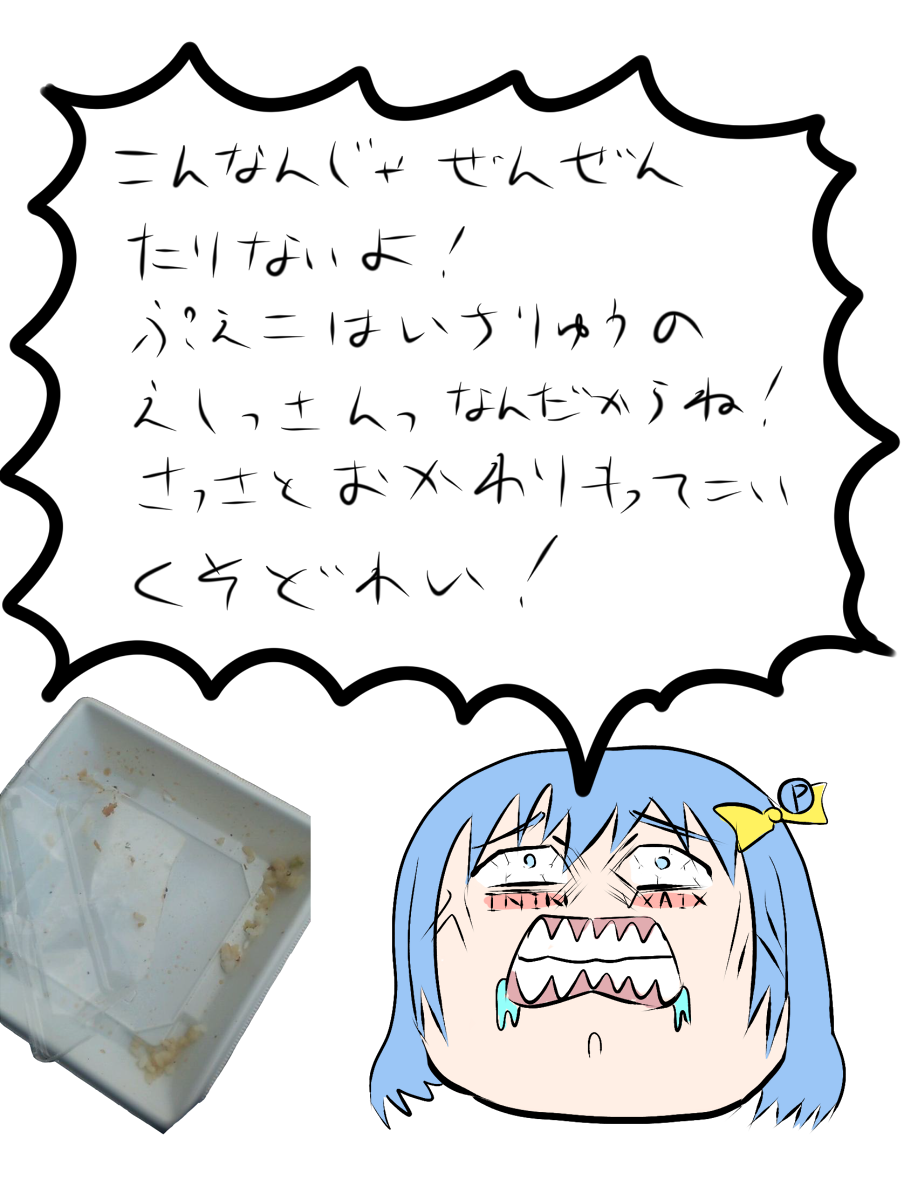 こんなんじゃ ぜんぜん
たりないよ!
ぷえこはいさりゅうの
えしっさんっなんだからね!
さっさとおかわりもってこい
くそどれい!
P